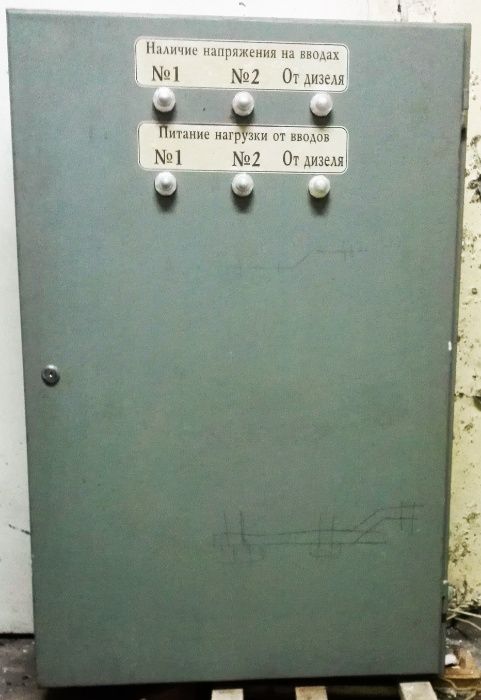 Наличие напряжения на вводах
№1 №2 От дизеля
Питание нагрузки от вводов
№1 №2 От дизеля